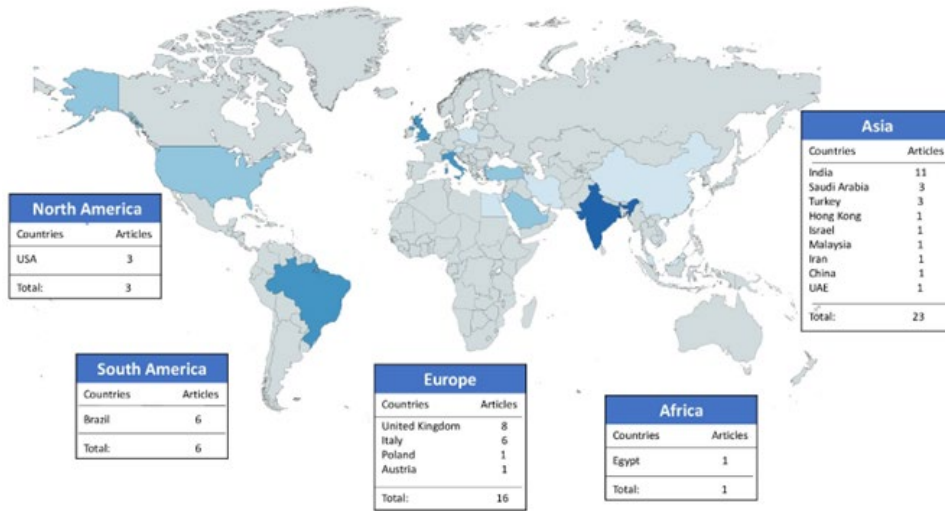 North America
Countries Articles
USA 3
Total: 3
South America
Countries Articles
Brazil 6
Total: 6
Europe
Countries Articles
United Kingdom 8
Italy 6
Poland 1
Austria 1
Total: 16
Africa
Countries Articles
Egypt 1
Total: 1
Asia
Countries Articles
India 11
Saudi Arabia 3
Turkey 3
Hong Kong 1
Israel 1
Malaysia 1
Iran 1
China 1
UAE 1
Total: 23